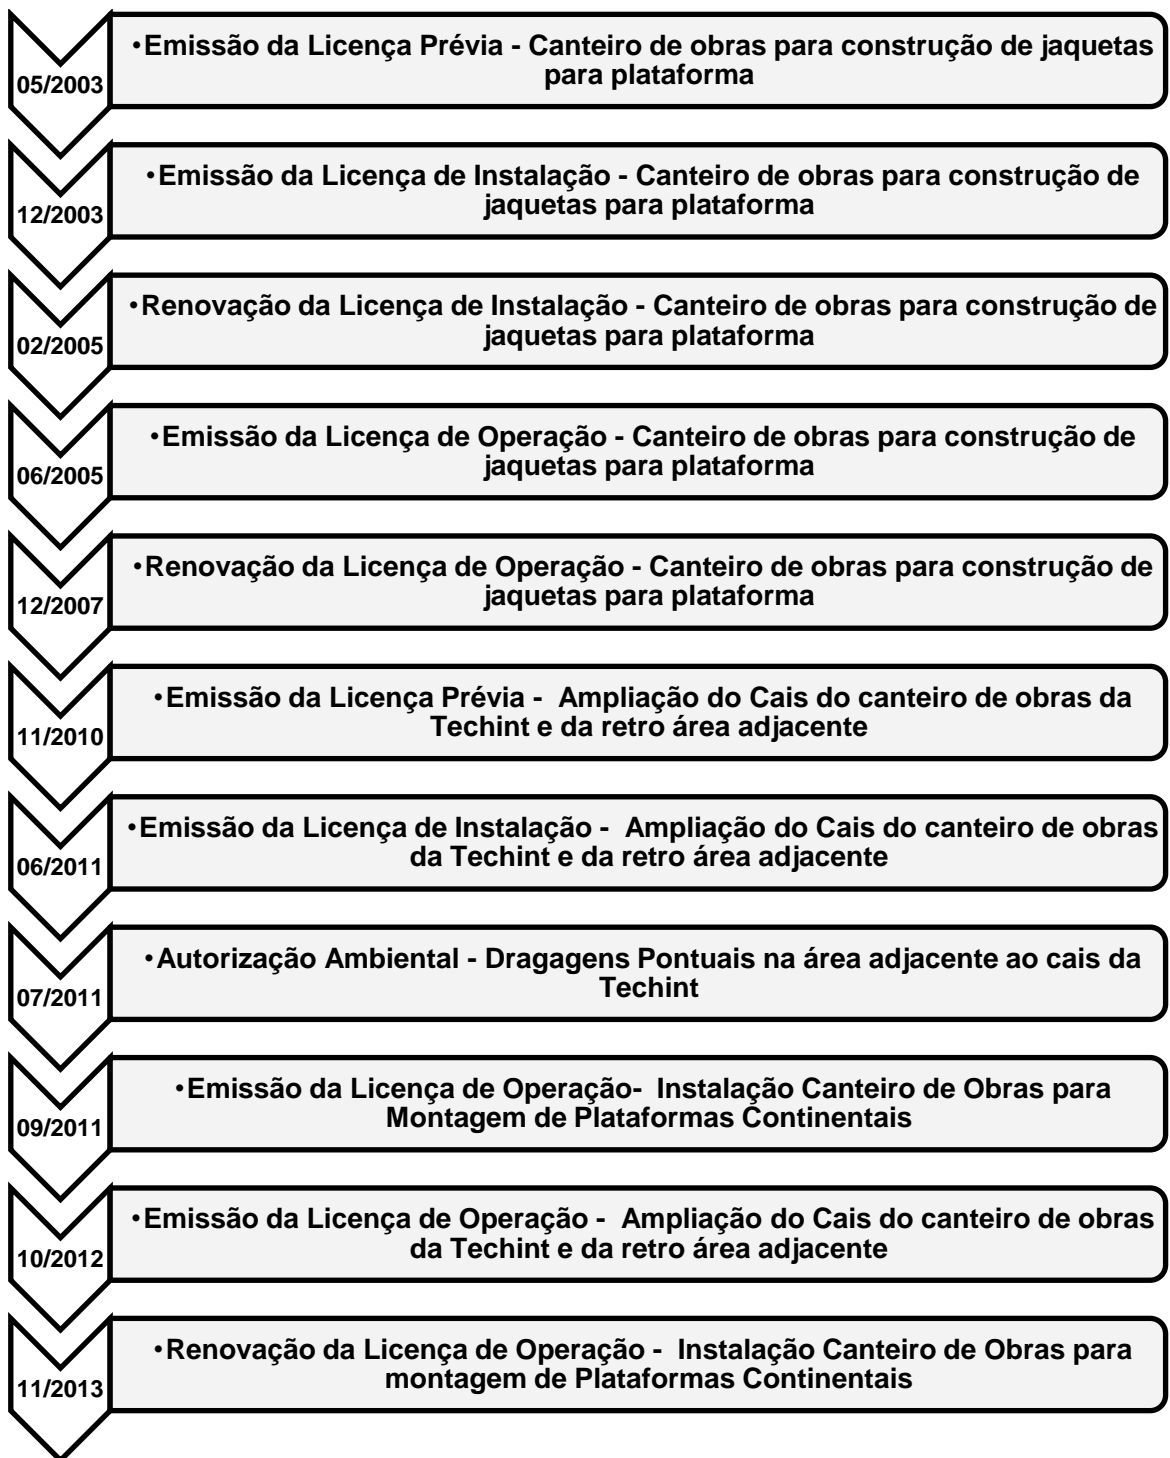 05/2003
•Emissão da Licença Prévia - Canteiro de obras para construção de jaquetas
para plataforma
12/2003
•Emissão da Licença de Instalação - Canteiro de obras para construção de
jaquetas para plataforma
02/2005
•Renovação da Licença de Instalação - Canteiro de obras para construção de
jaquetas para plataforma
06/2005
•Emissão da Licença de Operação - Canteiro de obras para construção de
jaquetas para plataforma
12/2007
•Renovação da Licença de Operação - Canteiro de obras para construção de
jaquetas para plataforma
11/2010
•Emissão da Licença Prévia - Ampliação do Cais do canteiro de obras da
Techint e da retro área adjacente
06/2011
•Emissão da Licença de Instalação - Ampliação do Cais do canteiro de obras
da Techint e da retro área adjacente
07/2011
•Autorização Ambiental - Dragagens Pontuais na área adjacente ao cais da
Techint
09/2011
•Emissão da Licença de Operação- Instalação Canteiro de Obras para
Montagem de Plataformas Continentais
10/2012
•Emissão da Licença de Operação - Ampliação do Cais do canteiro de obras
da Techint e da retro área adjacente
11/2013
•Renovação da Licença de Operação - Instalação Canteiro de Obras para
montagem de Plataformas Continentais